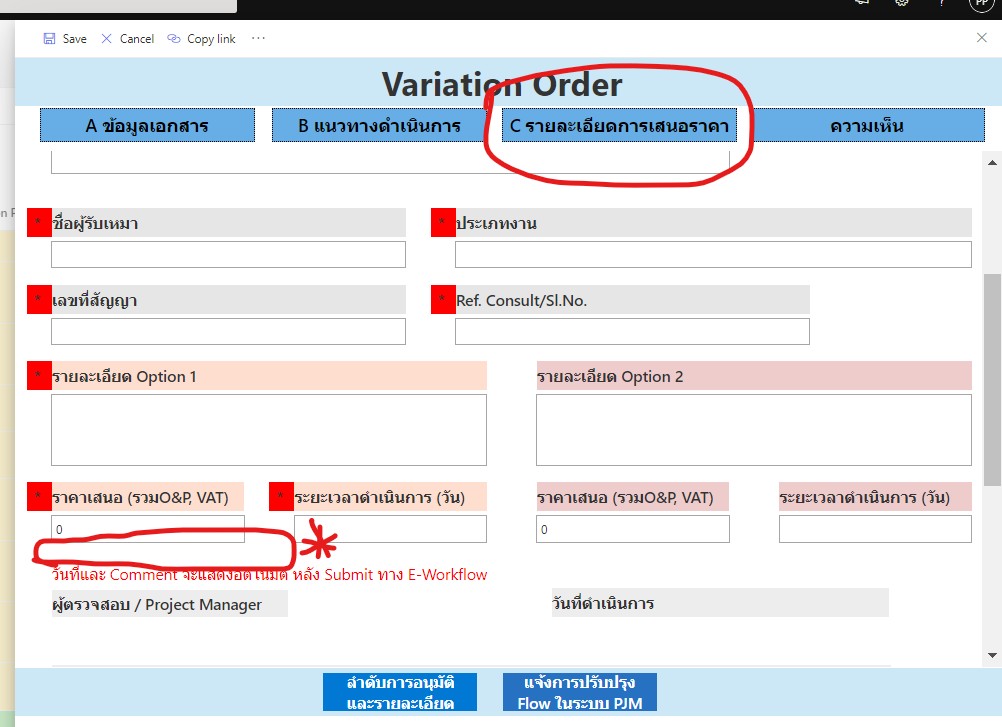 PP
Save Cancel Copy link ...
Variation Order
A ข้อมูลเอกสาร B แนวทางดำเนินการ C รายละเอียดการเสนอราคา ความเห็น
* ชื่อผู้รับเหมา * ประเภทงาน
* เลขที่สัญญา * Ref. Consult/Sl.No.
* รายละเอียด Option 1 รายละเอียด Option 2
* ราคาเสนอ (รวมO&P, VAT) * ระยะเวลาดำเนินการ (วัน) ราคาเสนอ (รวมO&P, VAT) ระยะเวลาดำเนินการ (วัน)
0 0
วันที่และ Comment จะแสดงอัตโนมัติ หลัง Submit ทาง E-Workflow
ผู้ตรวจสอบ / Project Manager วันที่ดำเนินการ
ลำดับการอนุมัติ แจ้งการปรับปรุง
และรายละเอียด Flow ในระบบ PJM